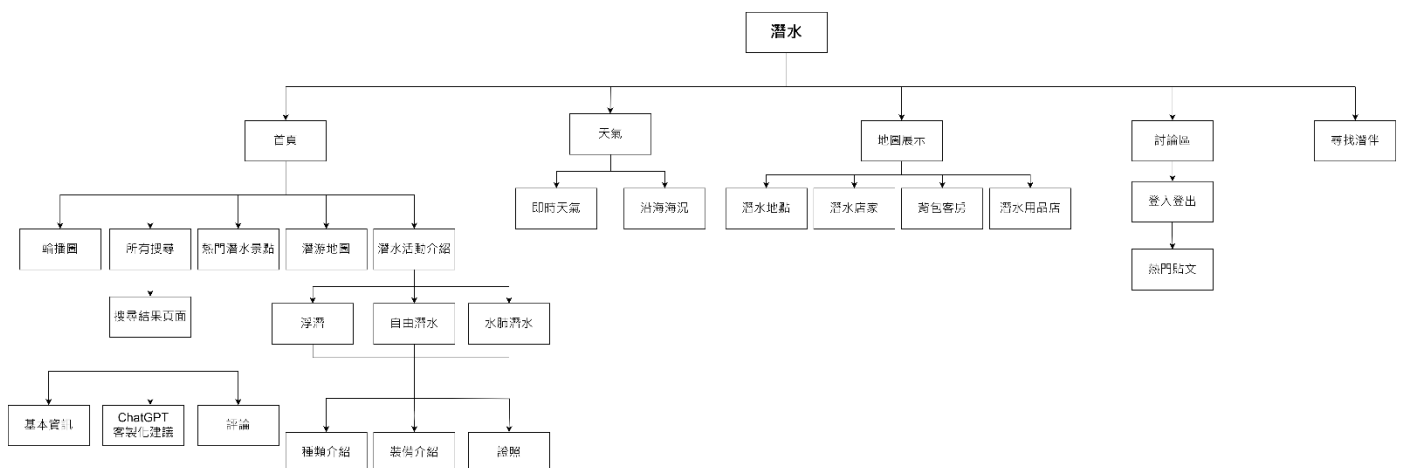 潛水
首頁
天氣
地圖展示
討論區
尋找潛伴
輪播圖
所有搜尋
熱門潛水景點
潛游地圖
潛水活動介紹
即時天氣
沿海海況
潛水地點
潛水店家
背包客房
潛水用品店
登入登出
熱門貼文
搜尋結果頁面
浮潛
自由潛水
水肺潛水
基本資訊
ChatGPT
客製化建議
評論
種類介紹
裝備介紹
證照